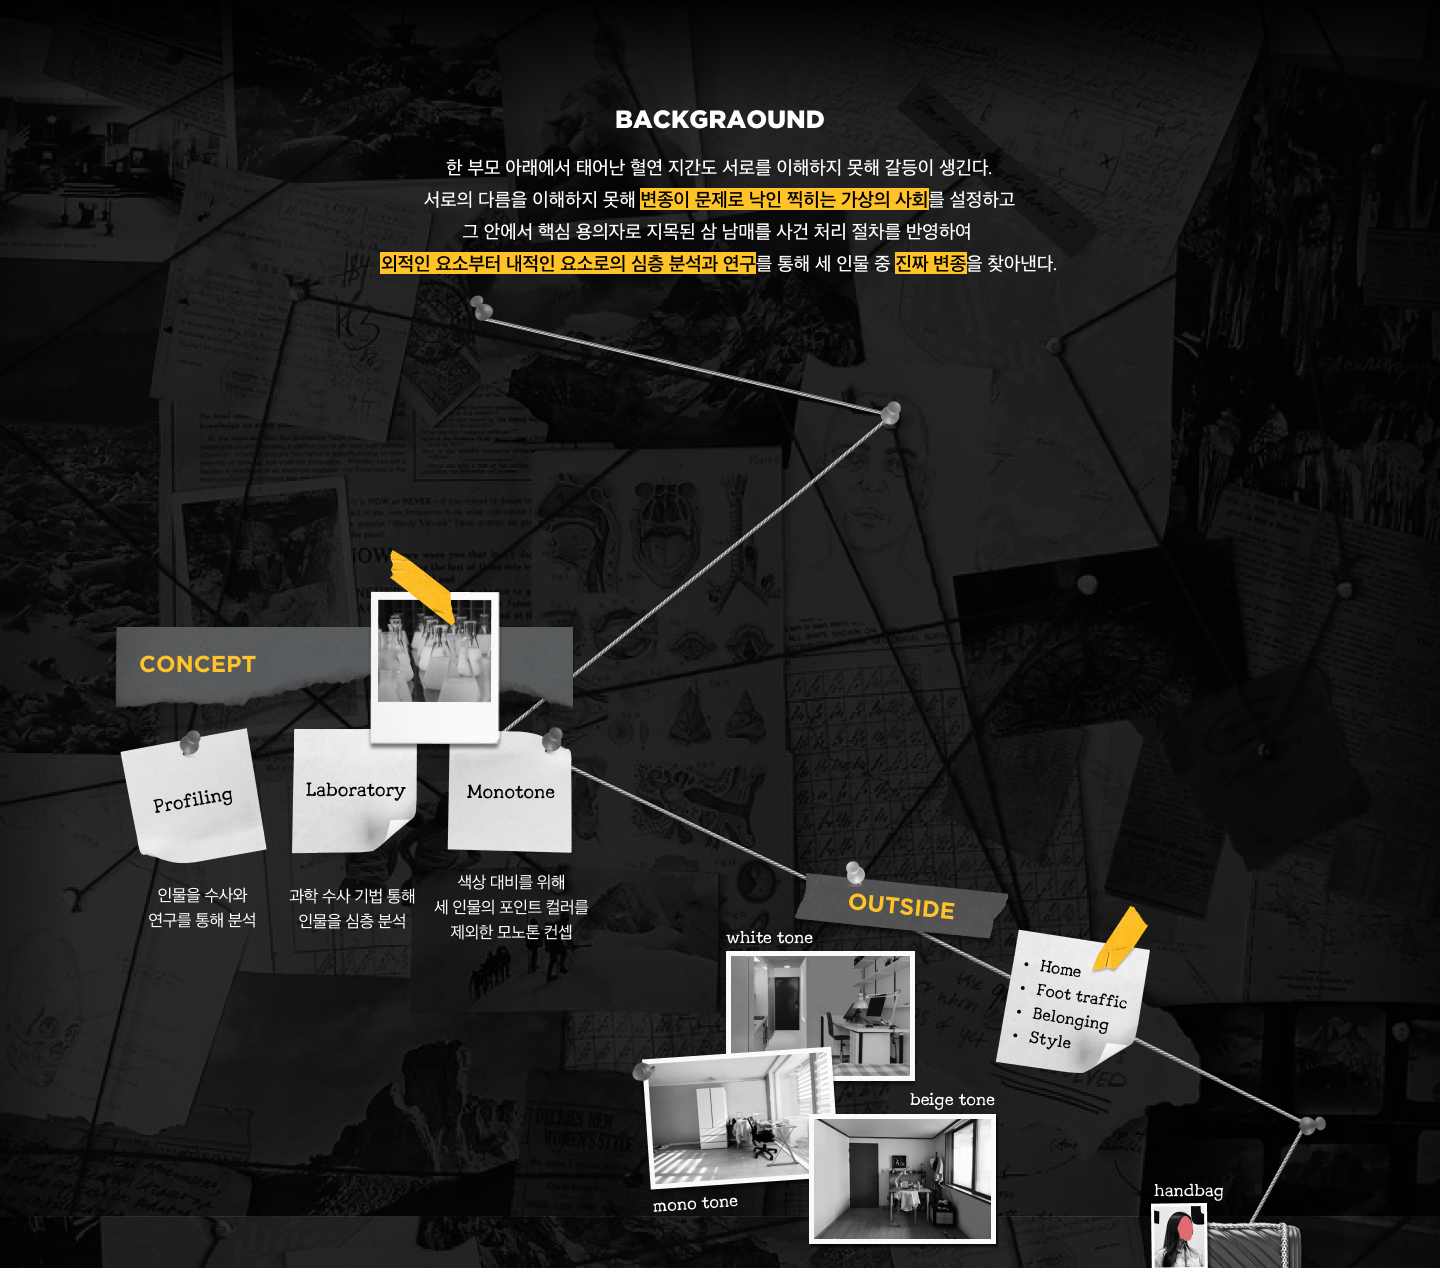 BACKGRAOUND
한 부모 아래에서 태어난 혈연 지간도 서로를 이해하지 못해 갈등이 생긴다.
서로의 다름을 이해하지 못해 변종이 문제로 낙인 찍히는 가상의 사회를 설정하고
그 안에서 핵심 용의자로 지목된 삼 남매를 사건 처리 절차를 반영하여
외적인 요소부터 내적인 요소로의 심층 분석과 연구를 통해 세 인물 중 진짜 변종을 찾아낸다.
CONCEPT
Profiling
인물을 수사와
연구를 통해 분석
Laboratory
과학 수사 기법 통해
인물을 심층 분석
Monotone
색상 대비를 위해
세 인물의 포인트 컬러를
제외한 모노톤 컨셉
OUTSIDE
• Home
• Foot traffic
• Belonging
• Style
white tone
beige tone
mono tone
handbag